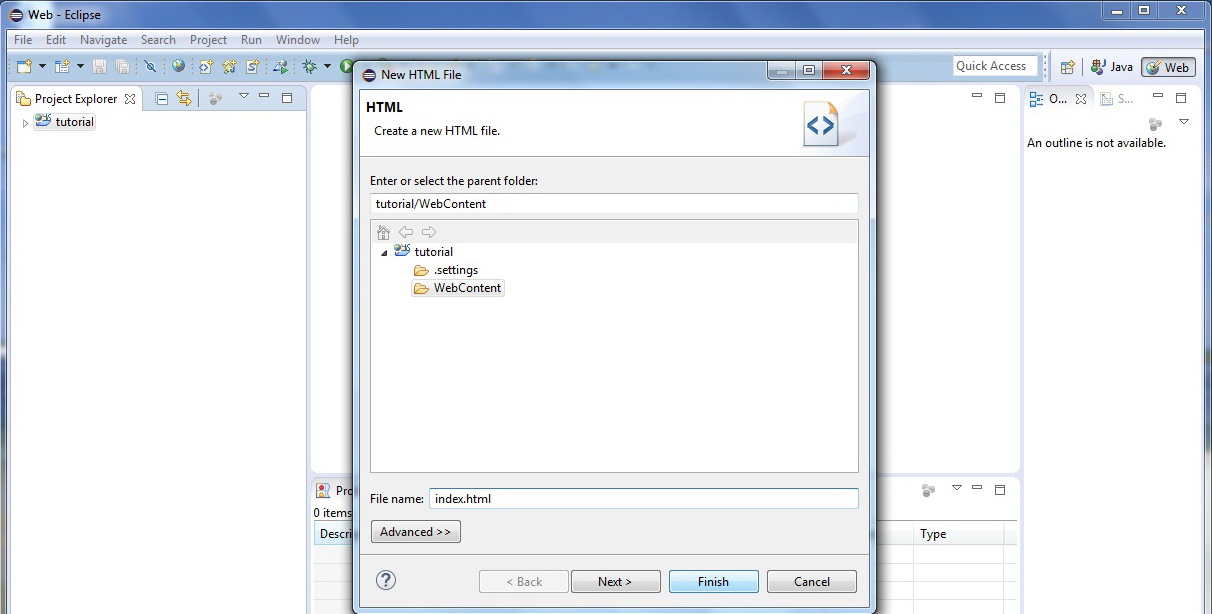 Web - Eclipse
File Edit Navigate Search Project Run Window Help
Quick Access
Java
Web
Project Explorer
tutorial
New HTML File
HTML
Create a new HTML file.
Enter or select the parent folder:
tutorial/WebContent
tutorial
.settings
WebContent
File name: index.html
Advanced >>
< Back Next > Finish Cancel
O...
S...
An outline is not available.
Pro
0 items
Descri
Type